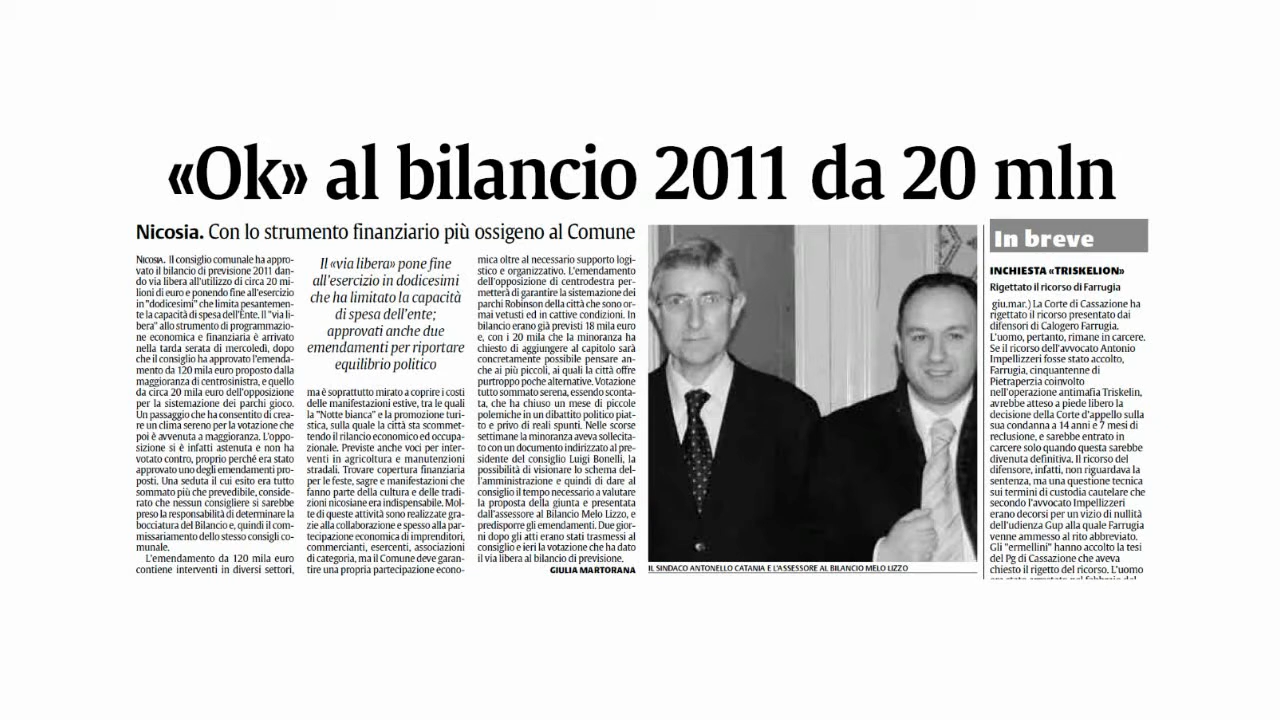 «Ok» al bilancio 2011 da 20 mln
Nicosia. Con lo strumento finanziario più ossigeno al Comune
NICOSIA. Il consiglio comunale ha appro-
vato il bilancio di previsione 2011 dan-
do via libera all'utilizzo di circa 20 mi-
lioni di euro e ponendo fine all'esercizio
in "dodicesimi" che limita pesantemen-
te la capacità di spesa dell'Ente. Il "via li-
bera" allo strumento di programmazio-
ne economica e finanziaria è arrivato
nella tarda serata di mercoledì, dopo
che il consiglio ha approvato l'emenda-
mento da 120 mila euro proposto dalla
maggioranza di centrosinistra, e quello
da circa 20 mila euro dell'opposizione
per la sistemazione dei parchi gioco.
Un passaggio che ha consentito di crea-
re un clima sereno per la votazione che
poi è avvenuta a maggioranza. L'oppo-
sizione si è infatti astenuta e non ha
votato contro, proprio perché era stato
approvato uno degli emendamenti pro-
posti. Una seduta il cui esito era tutto
sommato più che prevedibile, conside-
rato che nessun consigliere si sarebbe
preso la responsabilità di determinare la
bocciatura del Bilancio e, quindi il com-
missariamento dello stesso consigli co-
munale.
L'emendamento da 120 mila euro
contiene interventi in diversi settori,
Il «via libera» pone fine
all'esercizio in dodicesimi
che ha limitato la capacità
di spesa dell'ente;
approvati anche due
emendamenti per riportare
equilibrio politico
ma è soprattutto mirato a coprire i costi
delle manifestazioni estive, tra le quali
la "Notte bianca" e la promozione turi-
stica, sulla quale la città sta scommet-
tendo il rilancio economico ed occupa-
zionale. Previste anche voci per inter-
venti in agricoltura e manutenzioni
stradali. Trovare copertura finanziaria
per le feste, sagre e manifestazioni che
fanno parte della cultura e delle tradi-
zioni nicosiane era indispensabile. Mol-
te di queste attività sono realizzate gra-
zie alla collaborazione e spesso alla par-
tecipazione economica di imprenditori,
commercianti, esercenti, associazioni
di categoria, ma il Comune deve garan-
tire una propria partecipazione econo-
mica oltre al necessario supporto logi-
stico e organizzativo. L'emendamento
dell'opposizione di centrodestra per-
metterà di garantire la sistemazione dei
parchi Robinson della città che sono or-
mai vetusti ed in cattive condizioni. In
bilancio erano già previsti 18 mila euro
e, con i 20 mila che la minoranza ha
chiesto di aggiungere al capitolo sarà
concretamente possibile pensare an-
che ai più piccoli, ai quali la città offre
purtroppo poche alternative. Votazione
tutto sommato serena, essendo sconta-
ta, che ha chiuso un mese di piccole
polemiche in un dibattito politico piat-
to e privo di reali spunti. Nelle scorse
settimane la minoranza aveva sollecita-
to con un documento indirizzato al pre-
sidente del consiglio Luigi Bonelli, la
possibilità di visionare lo schema del-
l'amministrazione e quindi di dare al
consiglio il tempo necessario a valutare
la proposta della giunta e presentata
dall'assessore al Bilancio Melo Lizzo, e
predisporre gli emendamenti. Due gior-
ni dopo gli atti erano stati trasmessi al
consiglio e ieri la votazione che ha dato
il via libera al bilancio di previsione.
GIULIA MARTORANA
IL SINDACO ANTONELLO CATANIA E L'ASSESSORE AL BILANCIO MELO LIZZO
In breve
INCHIESTA «TRISKELION»
Rigettato il ricorso di Farrugia
giu.mar.) La Corte di Cassazione ha
rigettato il ricorso presentato dai
difensori di Calogero Farrugia.
L'uomo, pertanto, rimane in carcere.
Se il ricorso dell'avvocato Antonio
Impellizzeri fosse stato accolto,
Farrugia, cinquantenne di
Pietraperzia coinvolto
nell'operazione antimafia Triskelin,
avrebbe atteso a piede libero la
decisione della Corte d'appello sulla
sua condanna a 14 anni e 7 mesi di
reclusione, e sarebbe entrato in
carcere solo quando questa sarebbe
divenuta definitiva. Il ricorso del
difensore, infatti, non riguardava la
sentenza, ma una questione tecnica
sui termini di custodia cautelare che
secondo l'avvocato Impellizzeri
erano decorsi per un vizio di nullità
dell'udienza Gup alla quale Farrugia
venne ammesso al rito abbreviato.
Gli "ermellini" hanno accolto la tesi
del Pg di Cassazione che aveva
chiesto il rigetto del ricorso. L'uomo